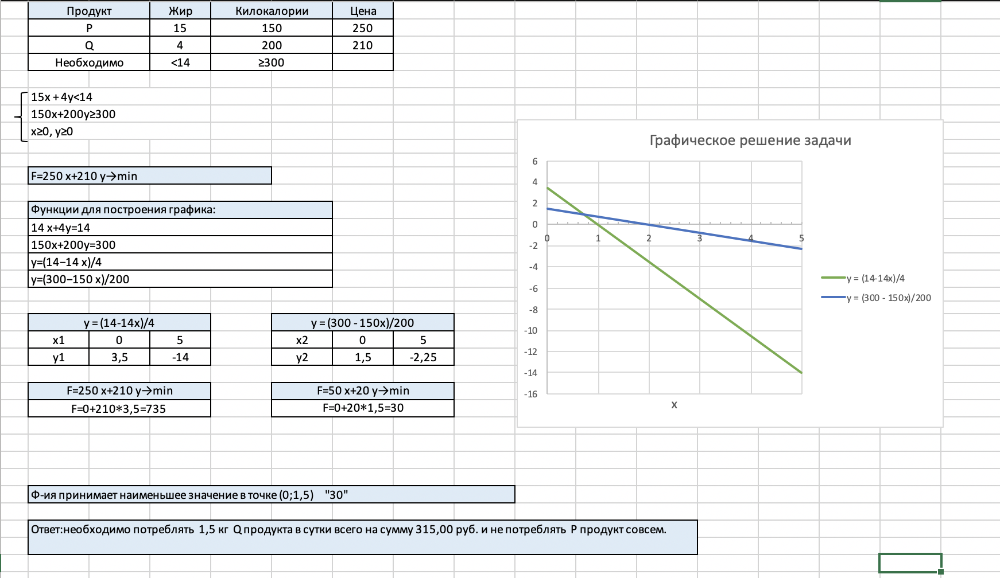 Продукт Жир Килокалории Цена
P 15 150 250
Q 4 200 210
Необходимо <14 ≥300
15x + 4y<14
150x+200y≥300
x≥0, y≥0
F=250 x+210 y→min
Функции для построения графика:
14 x+4y=14
150x+200y=300
y=(14−14 x)/4
y=(300−150 x)/200
y = (14-14x)/4
x1 0 5
y1 3,5 -14
y = (300 - 150x)/200
x2 0 5
y2 1,5 -2,25
F=250 x+210 y→min
F=0+210*3,5=735
F=50 x+20 y→min
F=0+20*1,5=30
Графическое решение задачи
6
4
2
0
-2
-4
-6
-8
-10
-12
-14
-16
0 1 2 3 4 5
x
y = (14-14x)/4
y = (300 - 150x)/200
Ф-ия принимает наименьшее значение в точке (0;1,5) "30"
Ответ:необходимо потреблять 1,5 кг Q продукта в сутки всего на сумму 315,00 руб. и не потреблять P продукт совсем.